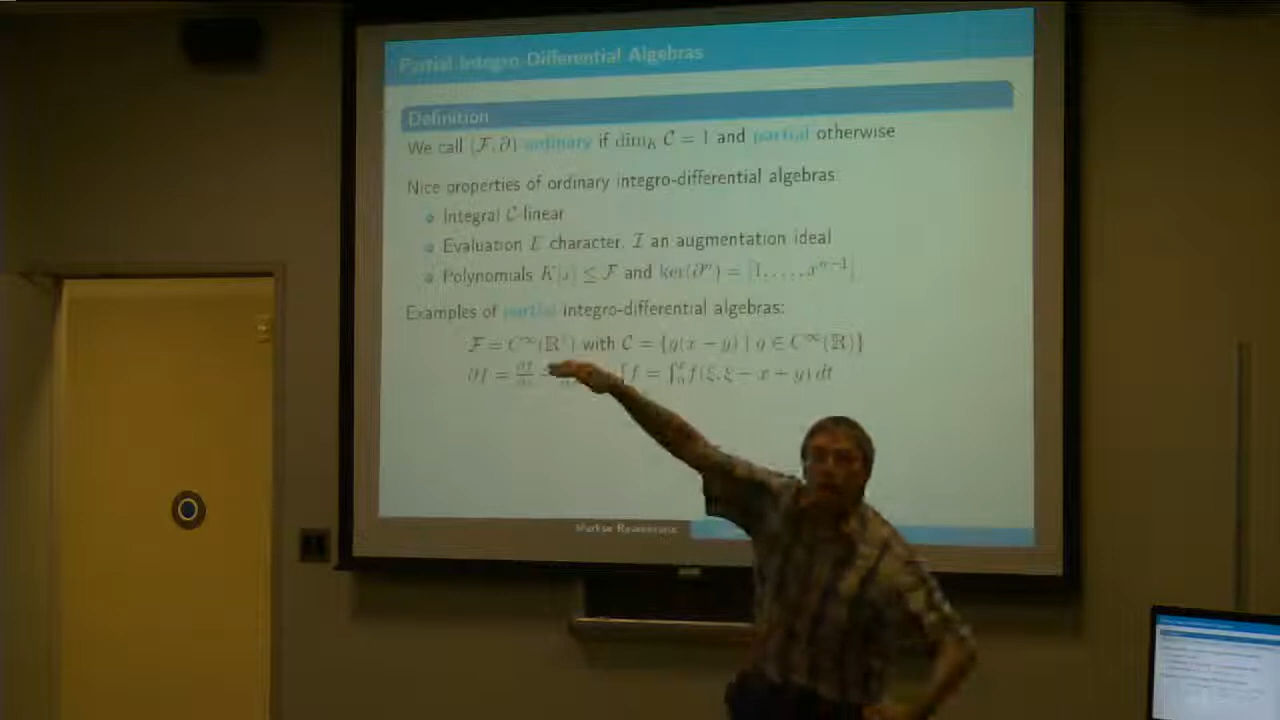 Partial Integro-Differential Algebras
Definition
We call (F, ∂) ordinary if dim_K C = 1 and partial otherwise
Nice properties of ordinary integro-differential algebras
Integral C-linear
Evaluation E character, I an augmentation ideal
Polynomials K[x] ≤ F and ker(∂ⁿ) = [1, . . . , xⁿ⁻¹]
Examples of partial integro-differential algebras:
F = C^∞(ℝ²) with C = {g(x − y) | g ∈ C^∞(ℝ)}
∂f = ∫f = ∫ f(ξ, ξ − x + y) dt
Markus